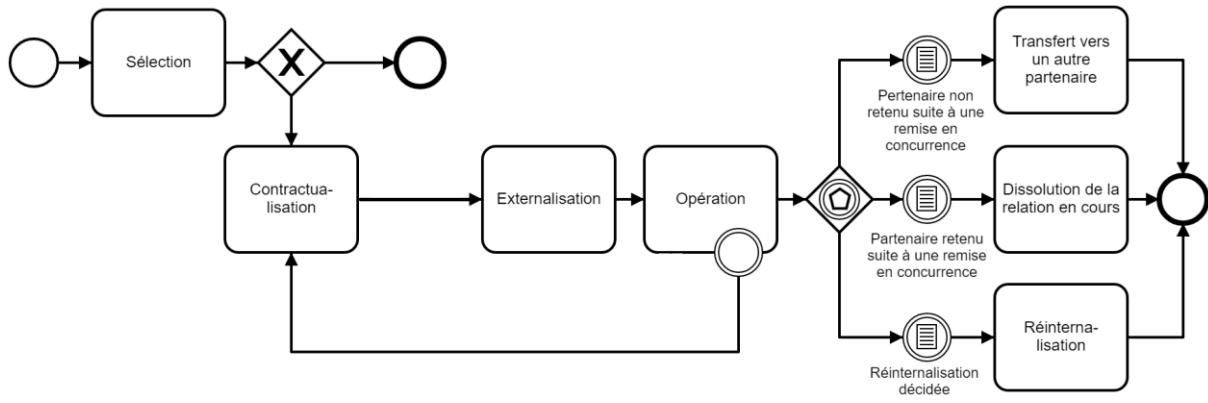 Sélection
Transfert vers
un autre
partenaire
Pertenaire non
retenu suite à une
remise en
concurrence
Contractua-
lisation
Externalisation
Opération
Dissolution de la
relation en cours
Partenaire retenu
suite à une remise
en concurrence
Réinterna-
lisation
Réinternalisation
décidée